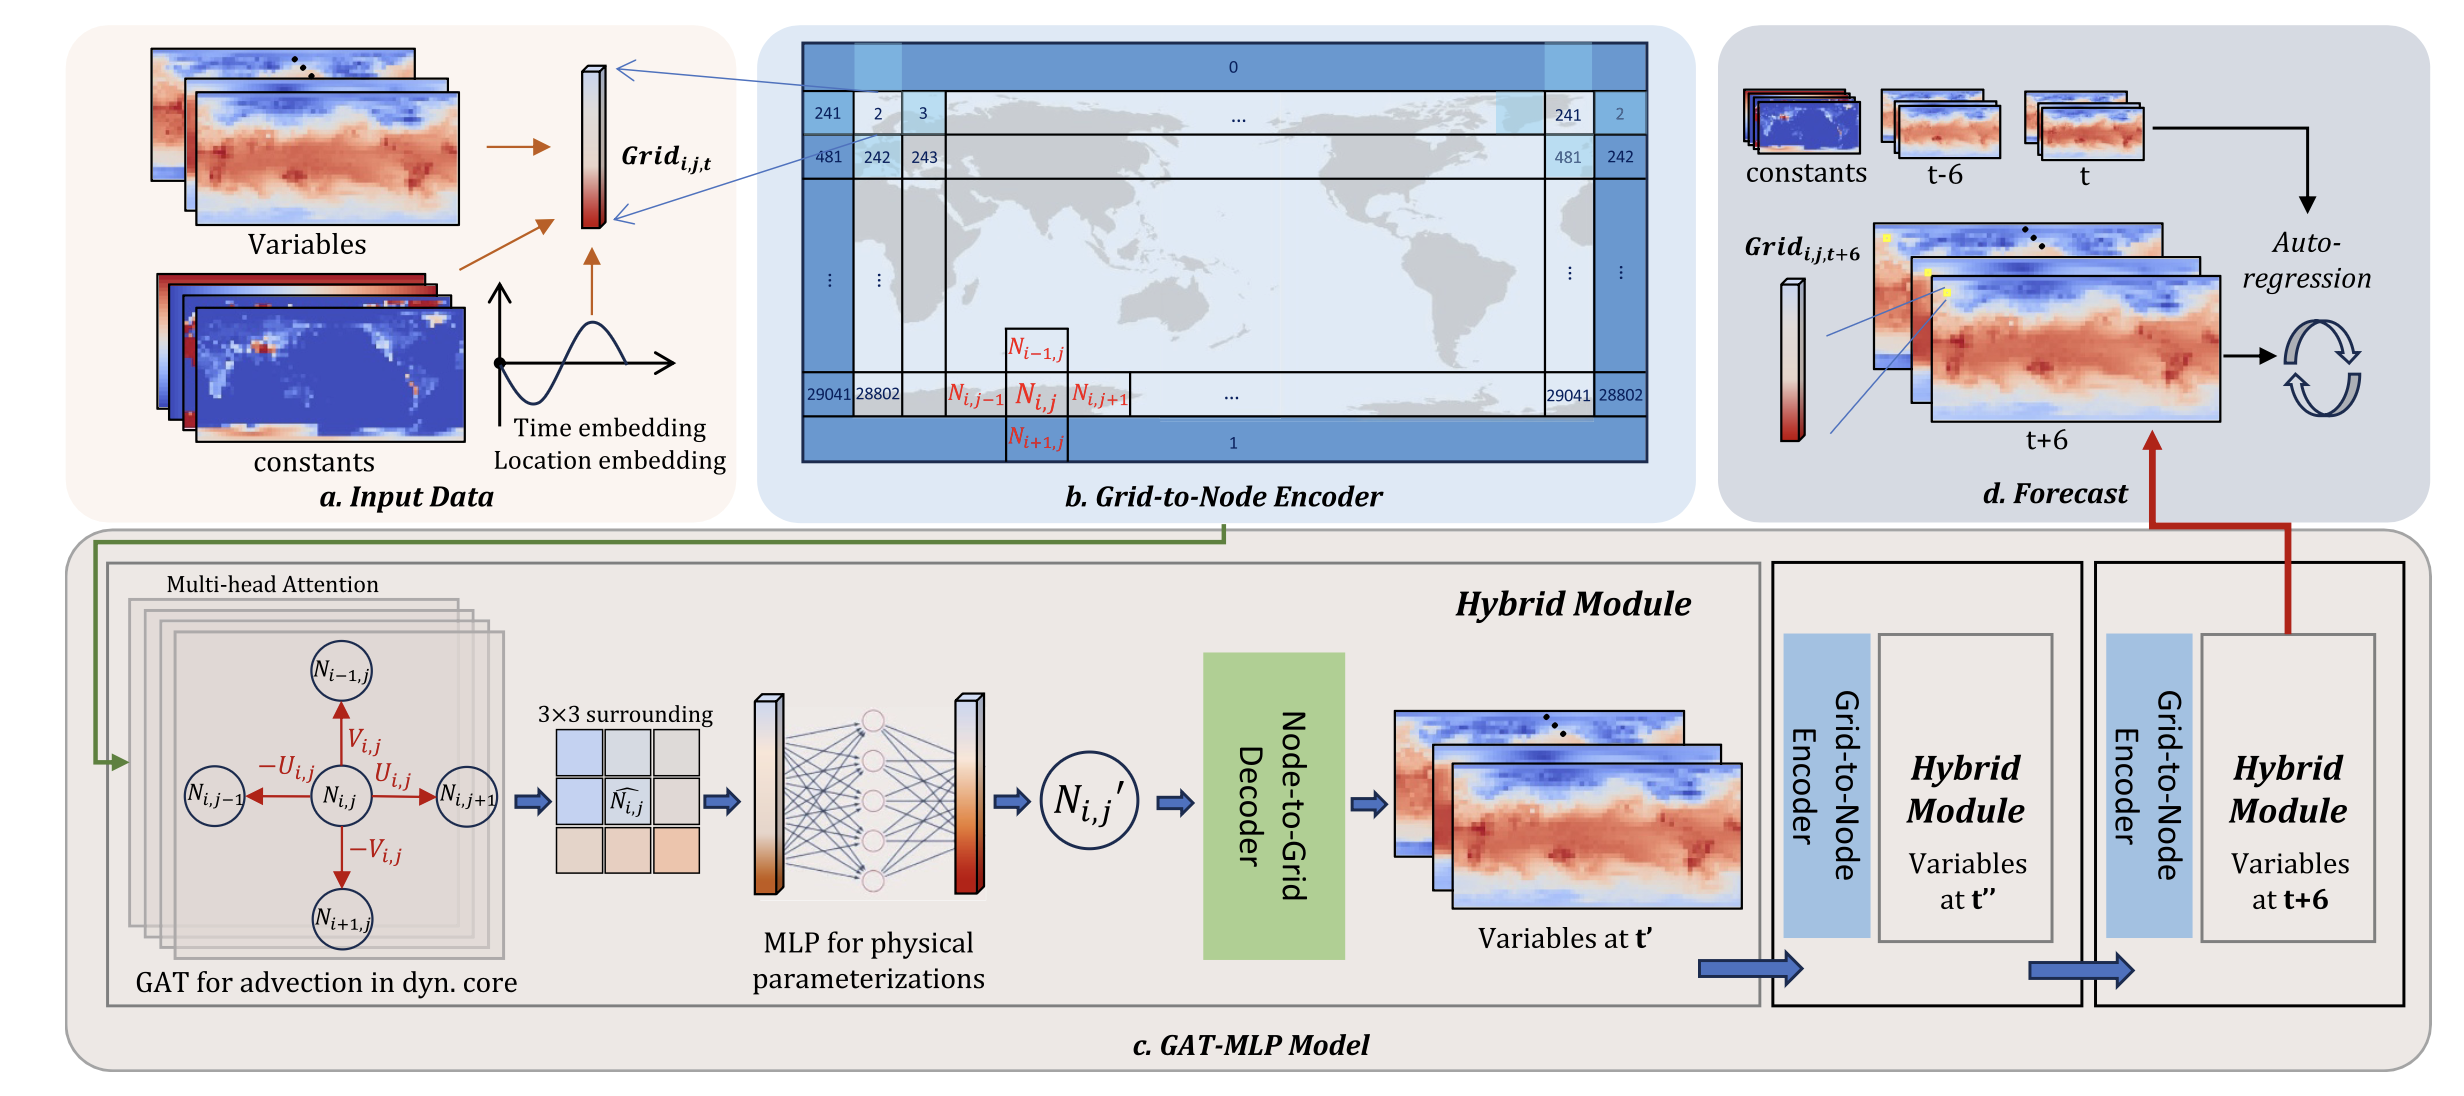 Variables
constants
Grid_{i,j,t}
Time embedding
Location embedding
a. Input Data
0
241 2 3 ... 241 2
481 242 243 481 242
⋮ ⋮ ⋮ ⋮
N_{i−1,j}
29041 28802 N_{i,j−1} N_{i,j} N_{i,j+1} ... 29041 28802
N_{i+1,j} 1
b. Grid-to-Node Encoder
constants
t-6
t
Grid_{i,j,t+6}
Auto-
regression
t+6
d. Forecast
Multi-head Attention
N_{i−1,j}
V_{i,j}
−U_{i,j} U_{i,j}
N_{i,j−1} N_{i,j} N_{i,j+1}
−V_{i,j}
N_{i+1,j}
GAT for advection in dyn. core
3×3 surrounding
\widehat{N_{i,j}}
MLP for physical
parameterizations
N_{i,j}′
Node-to-Grid
Decoder
Hybrid Module
Variables at t’
Grid-to-Node
Encoder
Hybrid
Module
Variables
at t’’
Grid-to-Node
Encoder
Hybrid
Module
Variables
at t+6
c. GAT-MLP Model